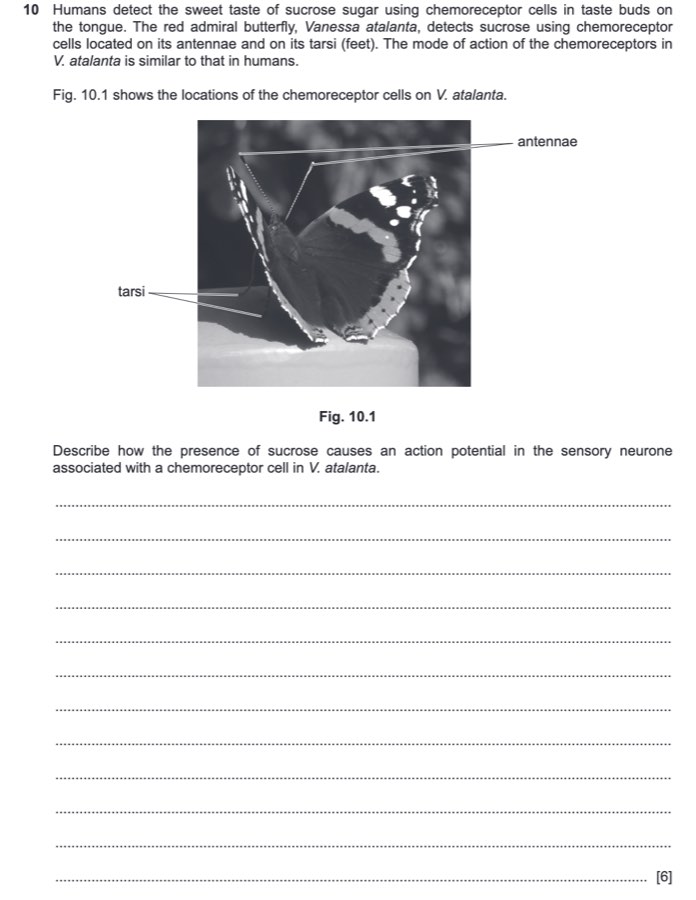 10 Humans detect the sweet taste of sucrose sugar using chemoreceptor cells in taste buds on
the tongue. The red admiral butterfly, Vanessa atalanta, detects sucrose using chemoreceptor
cells located on its antennae and on its tarsi (feet). The mode of action of the chemoreceptors in
V. atalanta is similar to that in humans.
Fig. 10.1 shows the locations of the chemoreceptor cells on V. atalanta.
antennae
tarsi
Fig. 10.1
Describe how the presence of sucrose causes an action potential in the sensory neurone
associated with a chemoreceptor cell in V. atalanta.
[6]